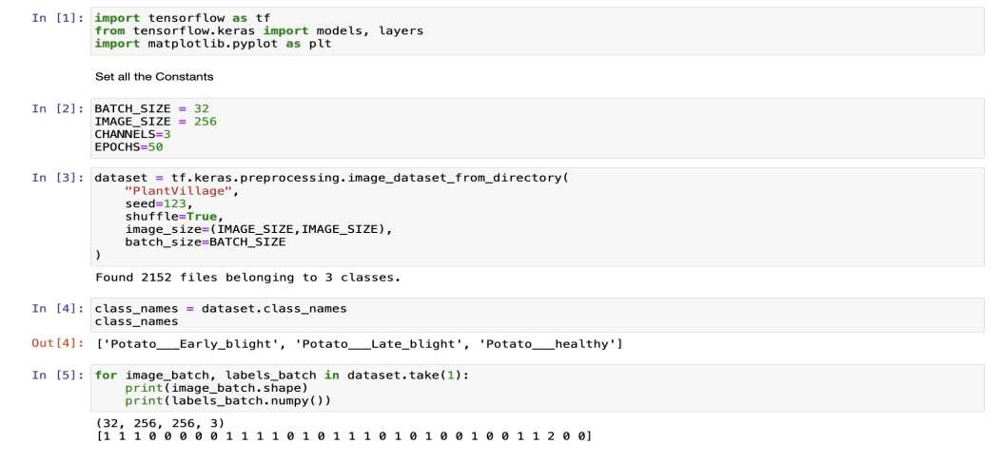 In [1]: import tensorflow as tf
from tensorflow.keras import models, layers
import matplotlib.pyplot as plt
Set all the Constants
In [2]: BATCH_SIZE = 32
IMAGE_SIZE = 256
CHANNELS=3
EPOCHS=50
In [3]: dataset = tf.keras.preprocessing.image_dataset_from_directory(
    "PlantVillage",
    seed=123,
    shuffle=True,
    image_size=(IMAGE_SIZE,IMAGE_SIZE),
    batch_size=BATCH_SIZE
)
Found 2152 files belonging to 3 classes.
In [4]: class_names = dataset.class_names
class_names
Out[4]: ['Potato___Early_blight', 'Potato___Late_blight', 'Potato___healthy']
In [5]: for image_batch, labels_batch in dataset.take(1):
    print(image_batch.shape)
    print(labels_batch.numpy())
(32, 256, 256, 3)
[1 1 1 0 0 0 0 0 1 1 1 1 0 1 0 1 1 1 0 1 0 1 0 0 1 0 0 1 1 2 0 0]